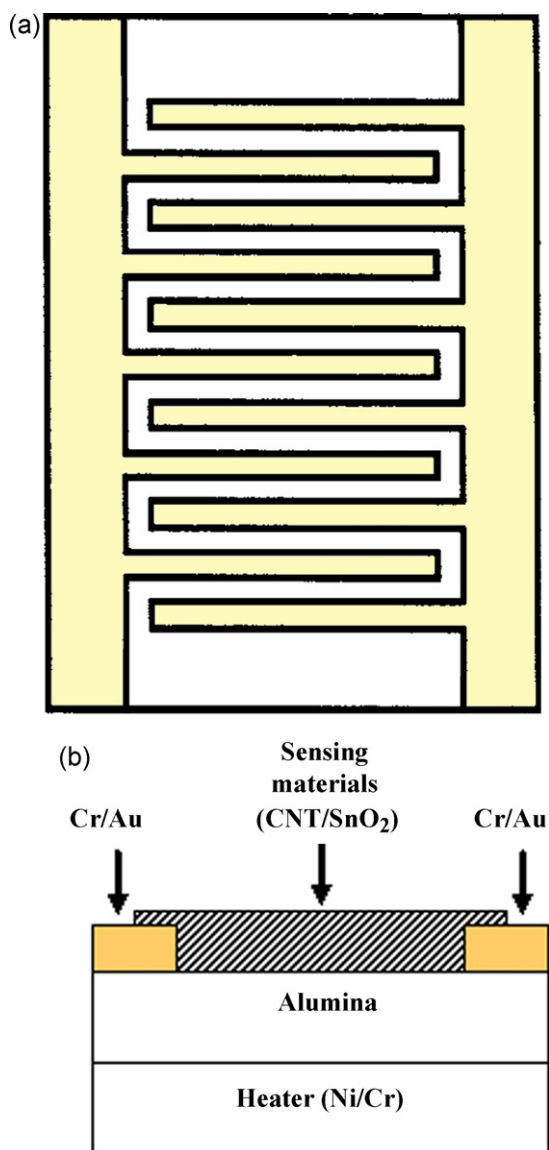 (a)
(b)
Sensing
materials
(CNT/SnO₂)
Cr/Au
Cr/Au
Alumina
Heater (Ni/Cr)